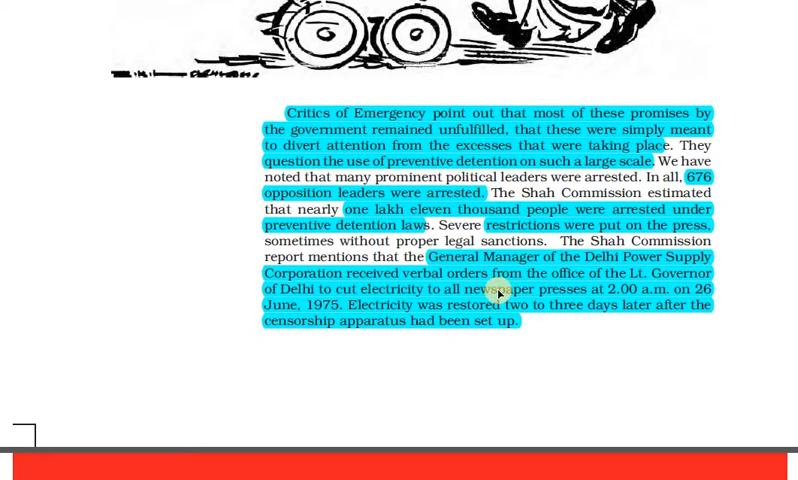 Critics of Emergency point out that most of these promises by
the government remained unfulfilled, that these were simply meant
to divert attention from the excesses that were taking place. They
question the use of preventive detention on such a large scale. We have
noted that many prominent political leaders were arrested. In all, 676
opposition leaders were arrested. The Shah Commission estimated
that nearly one lakh eleven thousand people were arrested under
preventive detention laws. Severe restrictions were put on the press,
sometimes without proper legal sanctions. The Shah Commission
report mentions that the General Manager of the Delhi Power Supply
Corporation received verbal orders from the office of the Lt. Governor
of Delhi to cut electricity to all newspaper presses at 2.00 a.m. on 26
June, 1975. Electricity was restored two to three days later after the
censorship apparatus had been set up.